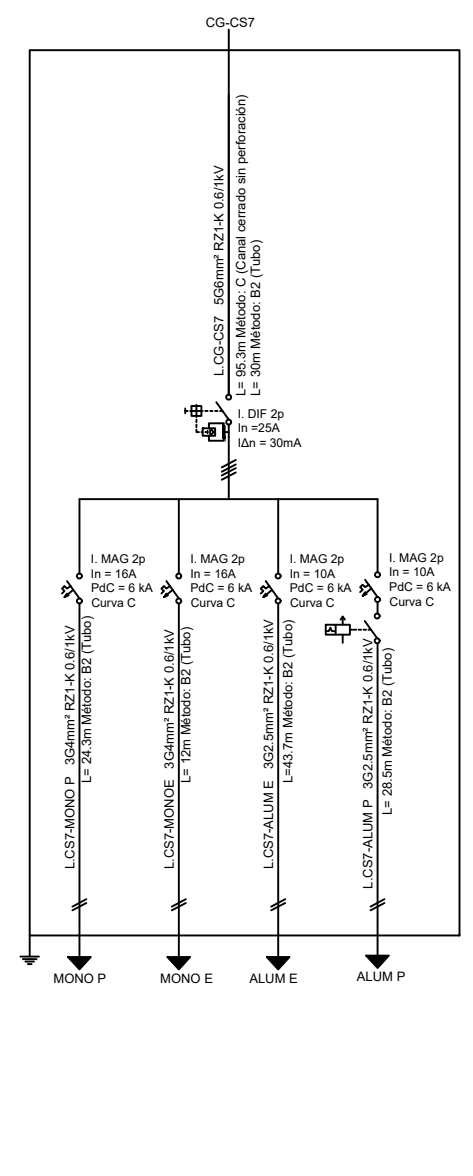 CG-CS7
L.CG-CS7 5G6mm² RZ1-K 0.6/1kV
L= 95.3m Método: C (Canal cerrado sin perforación)
L= 30m Método: B2 (Tubo)
I. DIF 2p
In =25A
IΔn = 30mA
I. MAG 2p
In = 16A
PdC = 6 kA
Curva C
L.CS7-MONO P 3G4mm² RZ1-K 0.6/1kV
L= 24.3m Método: B2 (Tubo)
I. MAG 2p
In = 16A
PdC = 6 kA
Curva C
L.CS7-MONOE 3G4mm² RZ1-K 0.6/1kV
L= 12m Método: B2 (Tubo)
I. MAG 2p
In = 10A
PdC = 6 kA
Curva C
L.CS7-ALUM E 3G2.5mm² RZ1-K 0.6/1kV
L=43.7m Método: B2 (Tubo)
I. MAG 2p
In = 10A
PdC = 6 kA
Curva C
L.CS7-ALUM P 3G2.5mm² RZ1-K 0.6/1kV
L= 28.5m Método: B2 (Tubo)
MONO P
MONO E
ALUM E
ALUM P